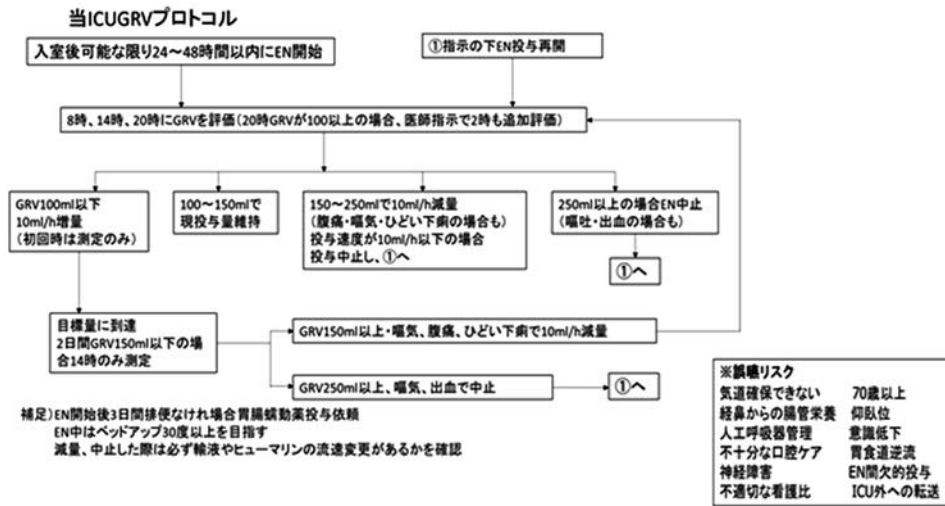 当ICUGRVプロトコル
入室後可能な限り24～48時間以内にEN開始
①指示の下EN投与再開
8時、14時、20時にGRVを評価(20時GRVが100以上の場合、医師指示で2時も追加評価)
GRV100ml以下
10ml/h増量
(初回時は測定のみ)
100～150mlで
現投与量維持
150～250mlで10ml/h減量
(腹痛・嘔気・ひどい下痢の場合も)
投与速度が10ml/h以下の場合
投与中止し、①へ
250ml以上の場合EN中止
(嘔吐・出血の場合も)
①へ
目標量に到達
2日間GRV150ml以下の場
合14時のみ測定
GRV150ml以上・嘔気、腹痛、ひどい下痢で10ml/h減量
GRV250ml以上、嘔気、出血で中止
①へ
補足)EN開始後3日間排便なけれ場合胃腸蠕動薬投与依頼
EN中はベッドアップ30度以上を目指す
減量、中止した際は必ず輸液やヒューマリンの流速変更があるかを確認
※誤嚥リスク
気道確保できない 70歳以上
経鼻からの腸管栄養 仰臥位
人工呼吸器管理 意識低下
不十分な口腔ケア 胃食道逆流
神経障害 EN間欠的投与
不適切な看護比 ICU外への転送